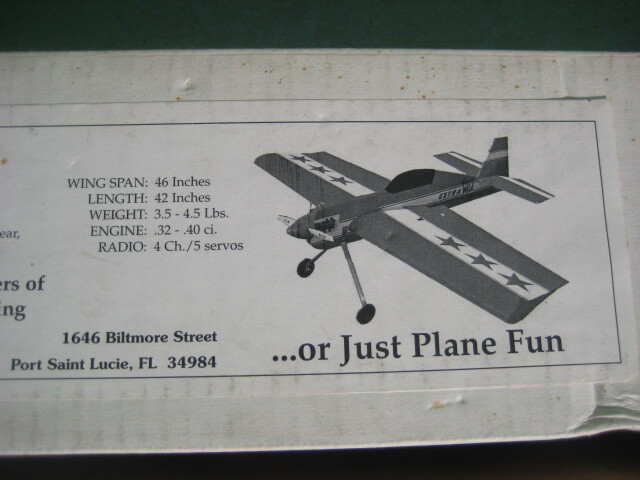 WING SPAN: 46 Inches
LENGTH: 42 Inches
WEIGHT: 3.5 - 4.5 Lbs.
ENGINE: .32 - .40 ci.
RADIO: 4 Ch./5 servos
ear,
ers of
ing
1646 Biltmore Street
Port Saint Lucie, FL 34984
EXTRA
...or Just Plane Fun